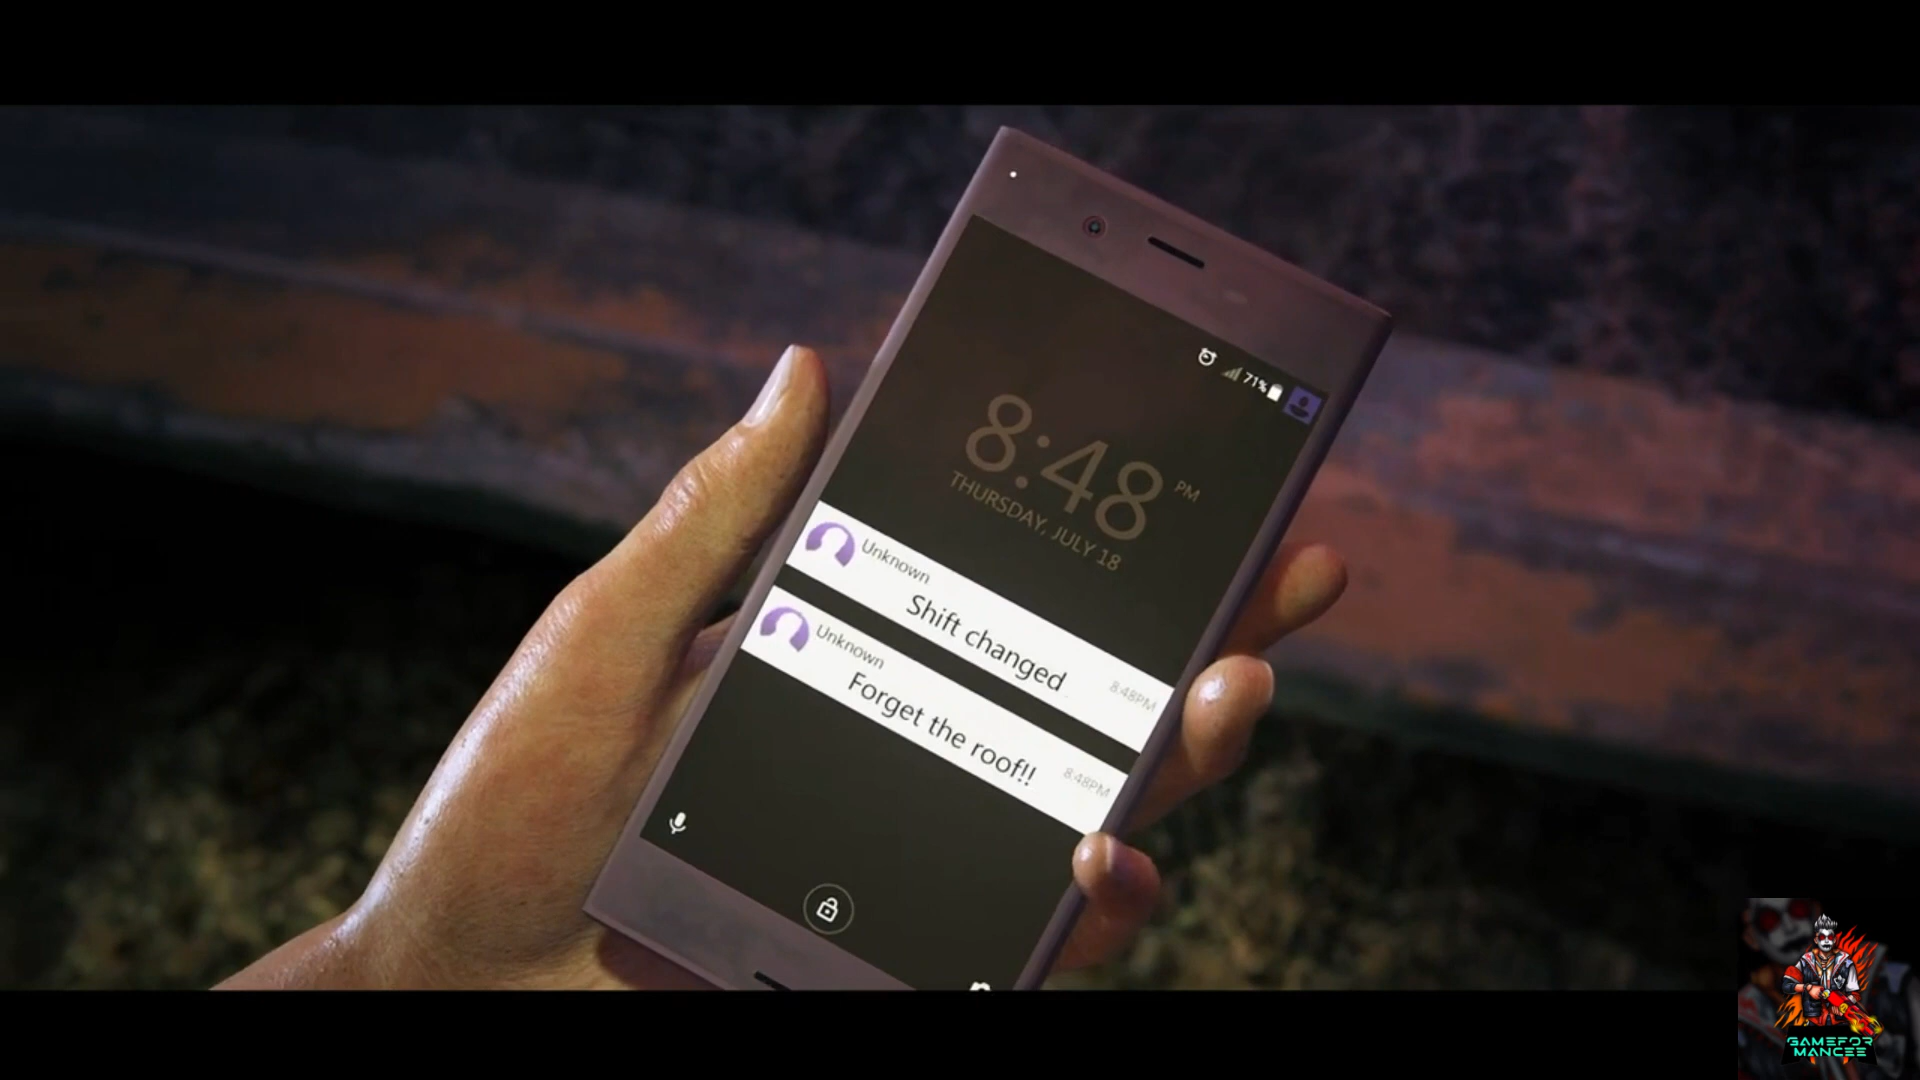 71%
8:48 PM
THURSDAY, JULY 18
Unknown
Shift changed
8:48PM
Unknown
Forget the roof!!
8:48PM
GAMEFOR
MANCEE